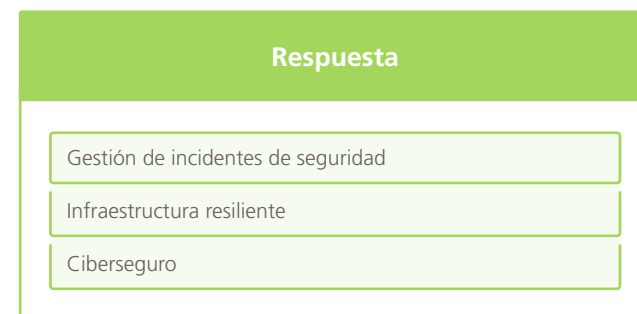 Respuesta
Gestión de incidentes de seguridad
Infraestructura resiliente
Ciberseguro